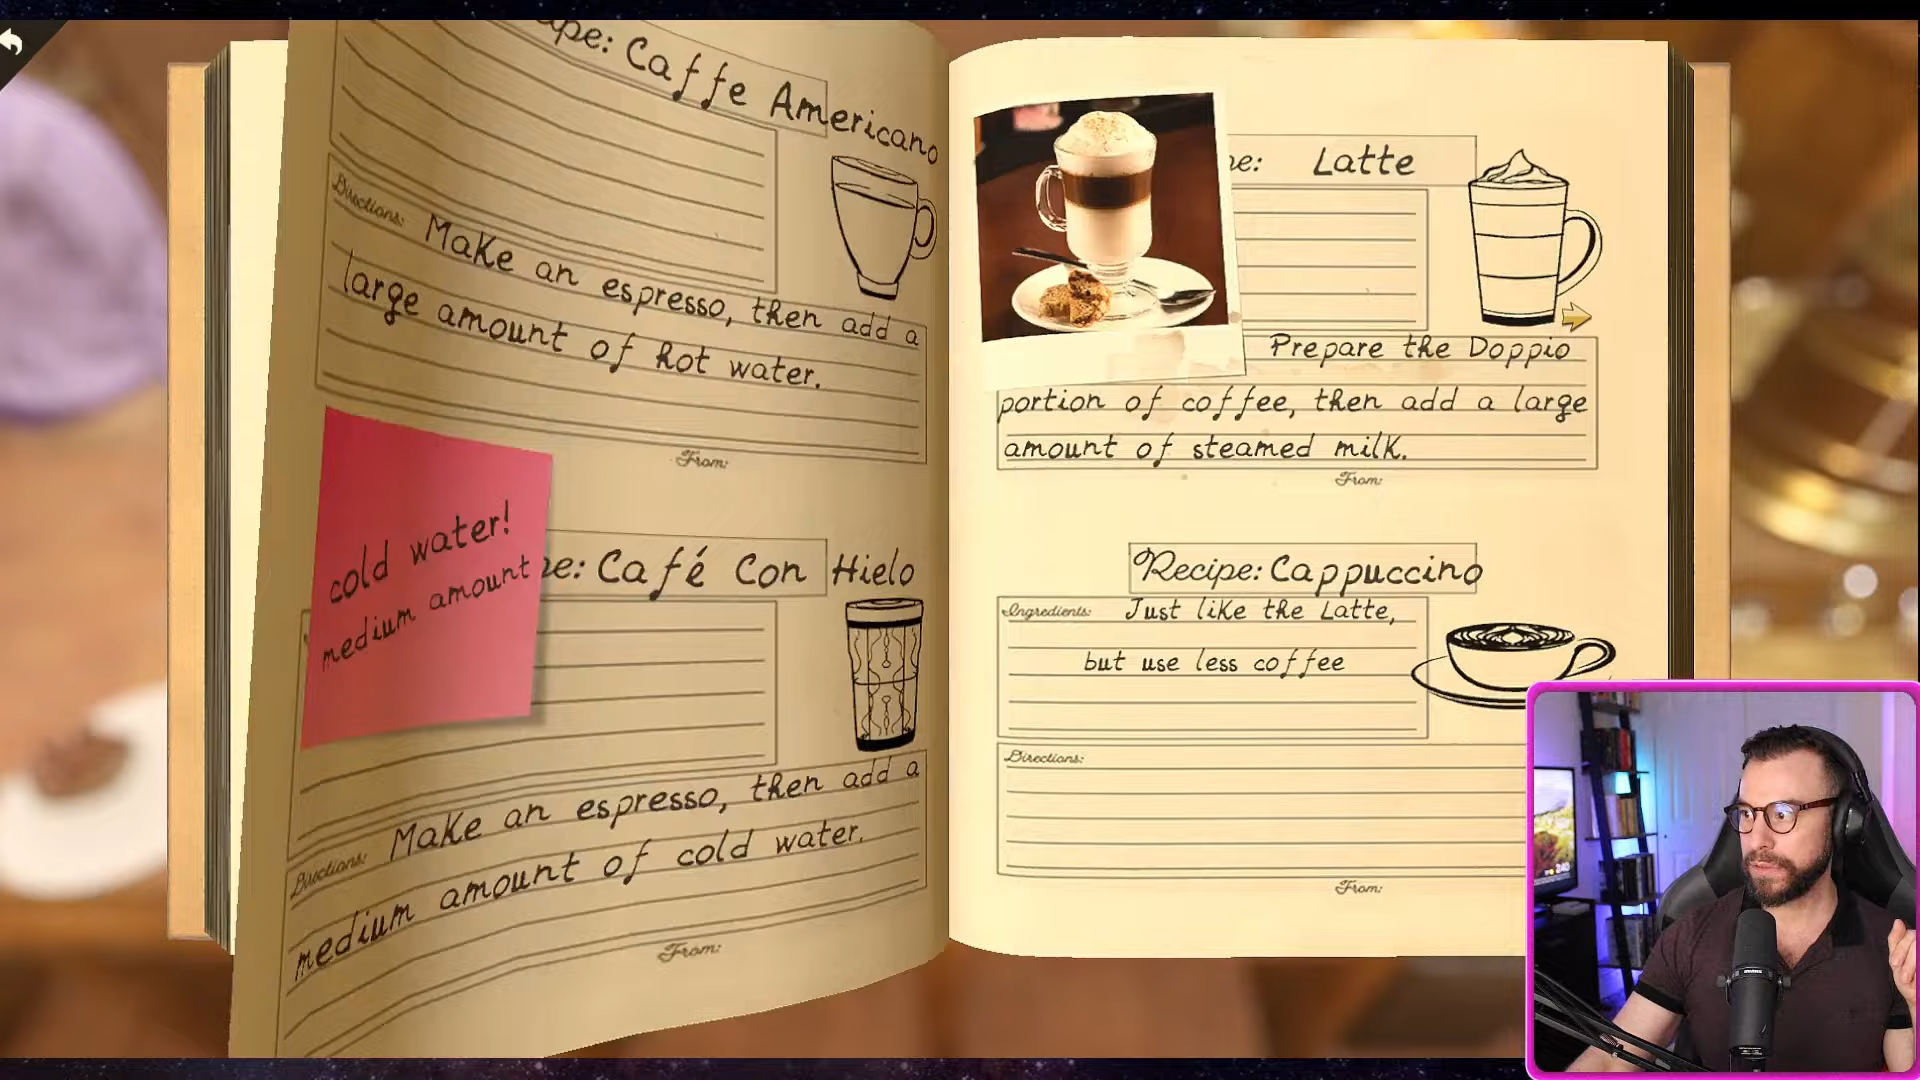 ipe: Caffe Americano
Directions: Make an espresso, then add a
large amount of hot water.
From:
cold water!
medium amount
pe: Café Con Hielo
Directions: Make an espresso, then add a
medium amount of cold water.
From:
pe: Latte
Prepare the Doppio
portion of coffee, then add a large
amount of steamed milk.
From:
Recipe: Cappuccino
Ingredients: Just like the Latte,
but use less coffee
Directions:
From: